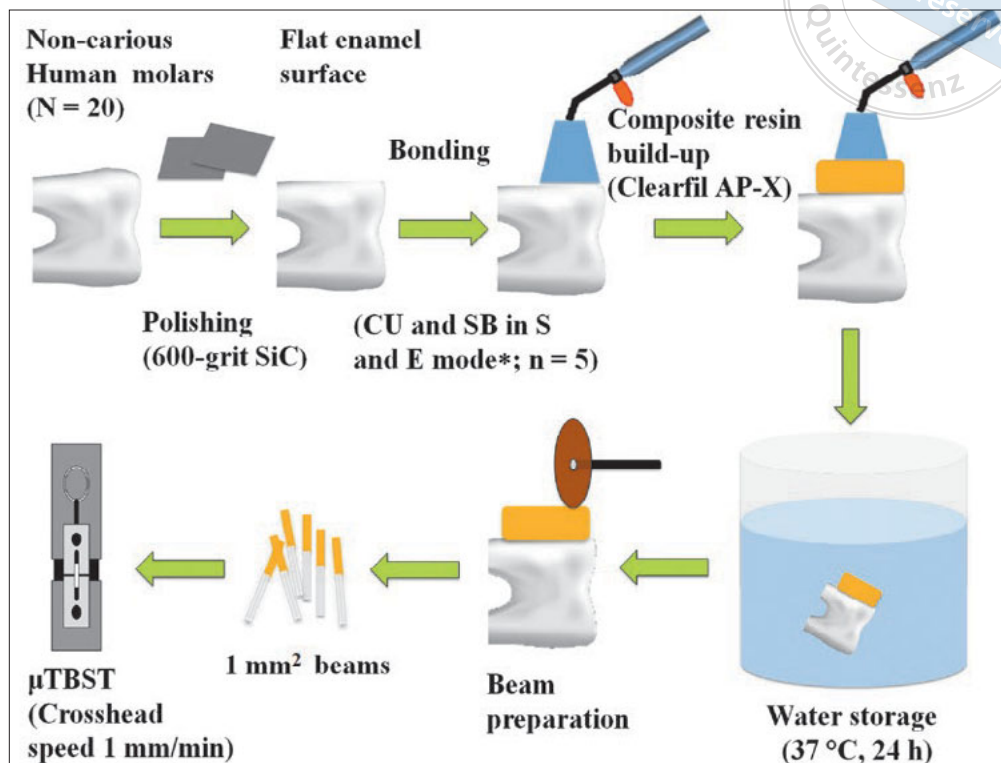 Non-carious
Human molars
(N = 20)
Flat enamel
surface
Bonding
Composite resin
build-up
(Clearfil AP-X)
Polishing
(600-grit SiC)
(CU and SB in S
and E mode*; n = 5)
Water storage
(37 °C, 24 h)
Beam
preparation
1 mm² beams
µTBST
(Crosshead
speed 1 mm/min)
Quintessenz